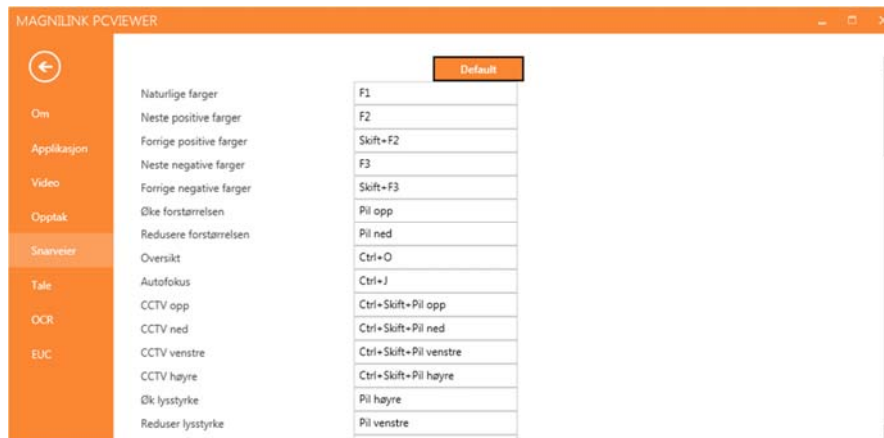 MAGNILINK PCVIEWER
Default
Om
Applikasjon
Video
Opptak
Snarveier
Tale
OCR
EUC
Naturlige farger F1
Neste positive farger F2
Forrige positive farger Skift+F2
Neste negative farger F3
Forrige negative farger Skift+F3
Øke forstørrelsen Pil opp
Redusere forstørrelsen Pil ned
Oversikt Ctrl+O
Autofokus Ctrl+J
CCTV opp Ctrl+Skift+Pil opp
CCTV ned Ctrl+Skift+Pil ned
CCTV venstre Ctrl+Skift+Pil venstre
CCTV høyre Ctrl+Skift+Pil høyre
Øk lysstyrke Pil høyre
Reduser lysstyrke Pil venstre